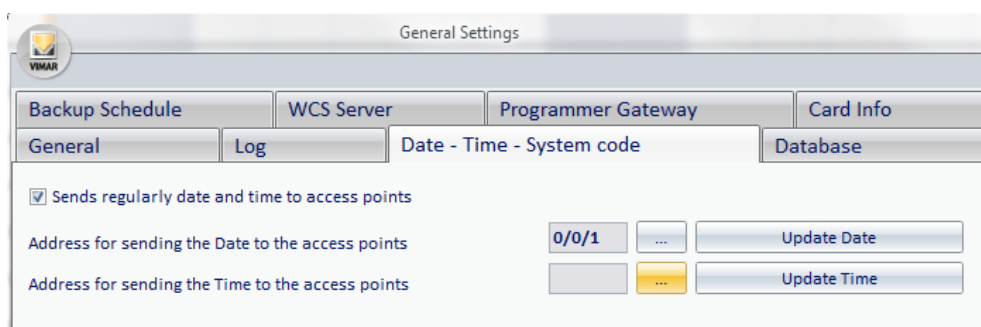 General Settings
VIMAR
Backup Schedule WCS Server Programmer Gateway Card Info
General Log Date - Time - System code Database
Sends regularly date and time to access points
Address for sending the Date to the access points 0/0/1 ... Update Date
Address for sending the Time to the access points ... Update Time